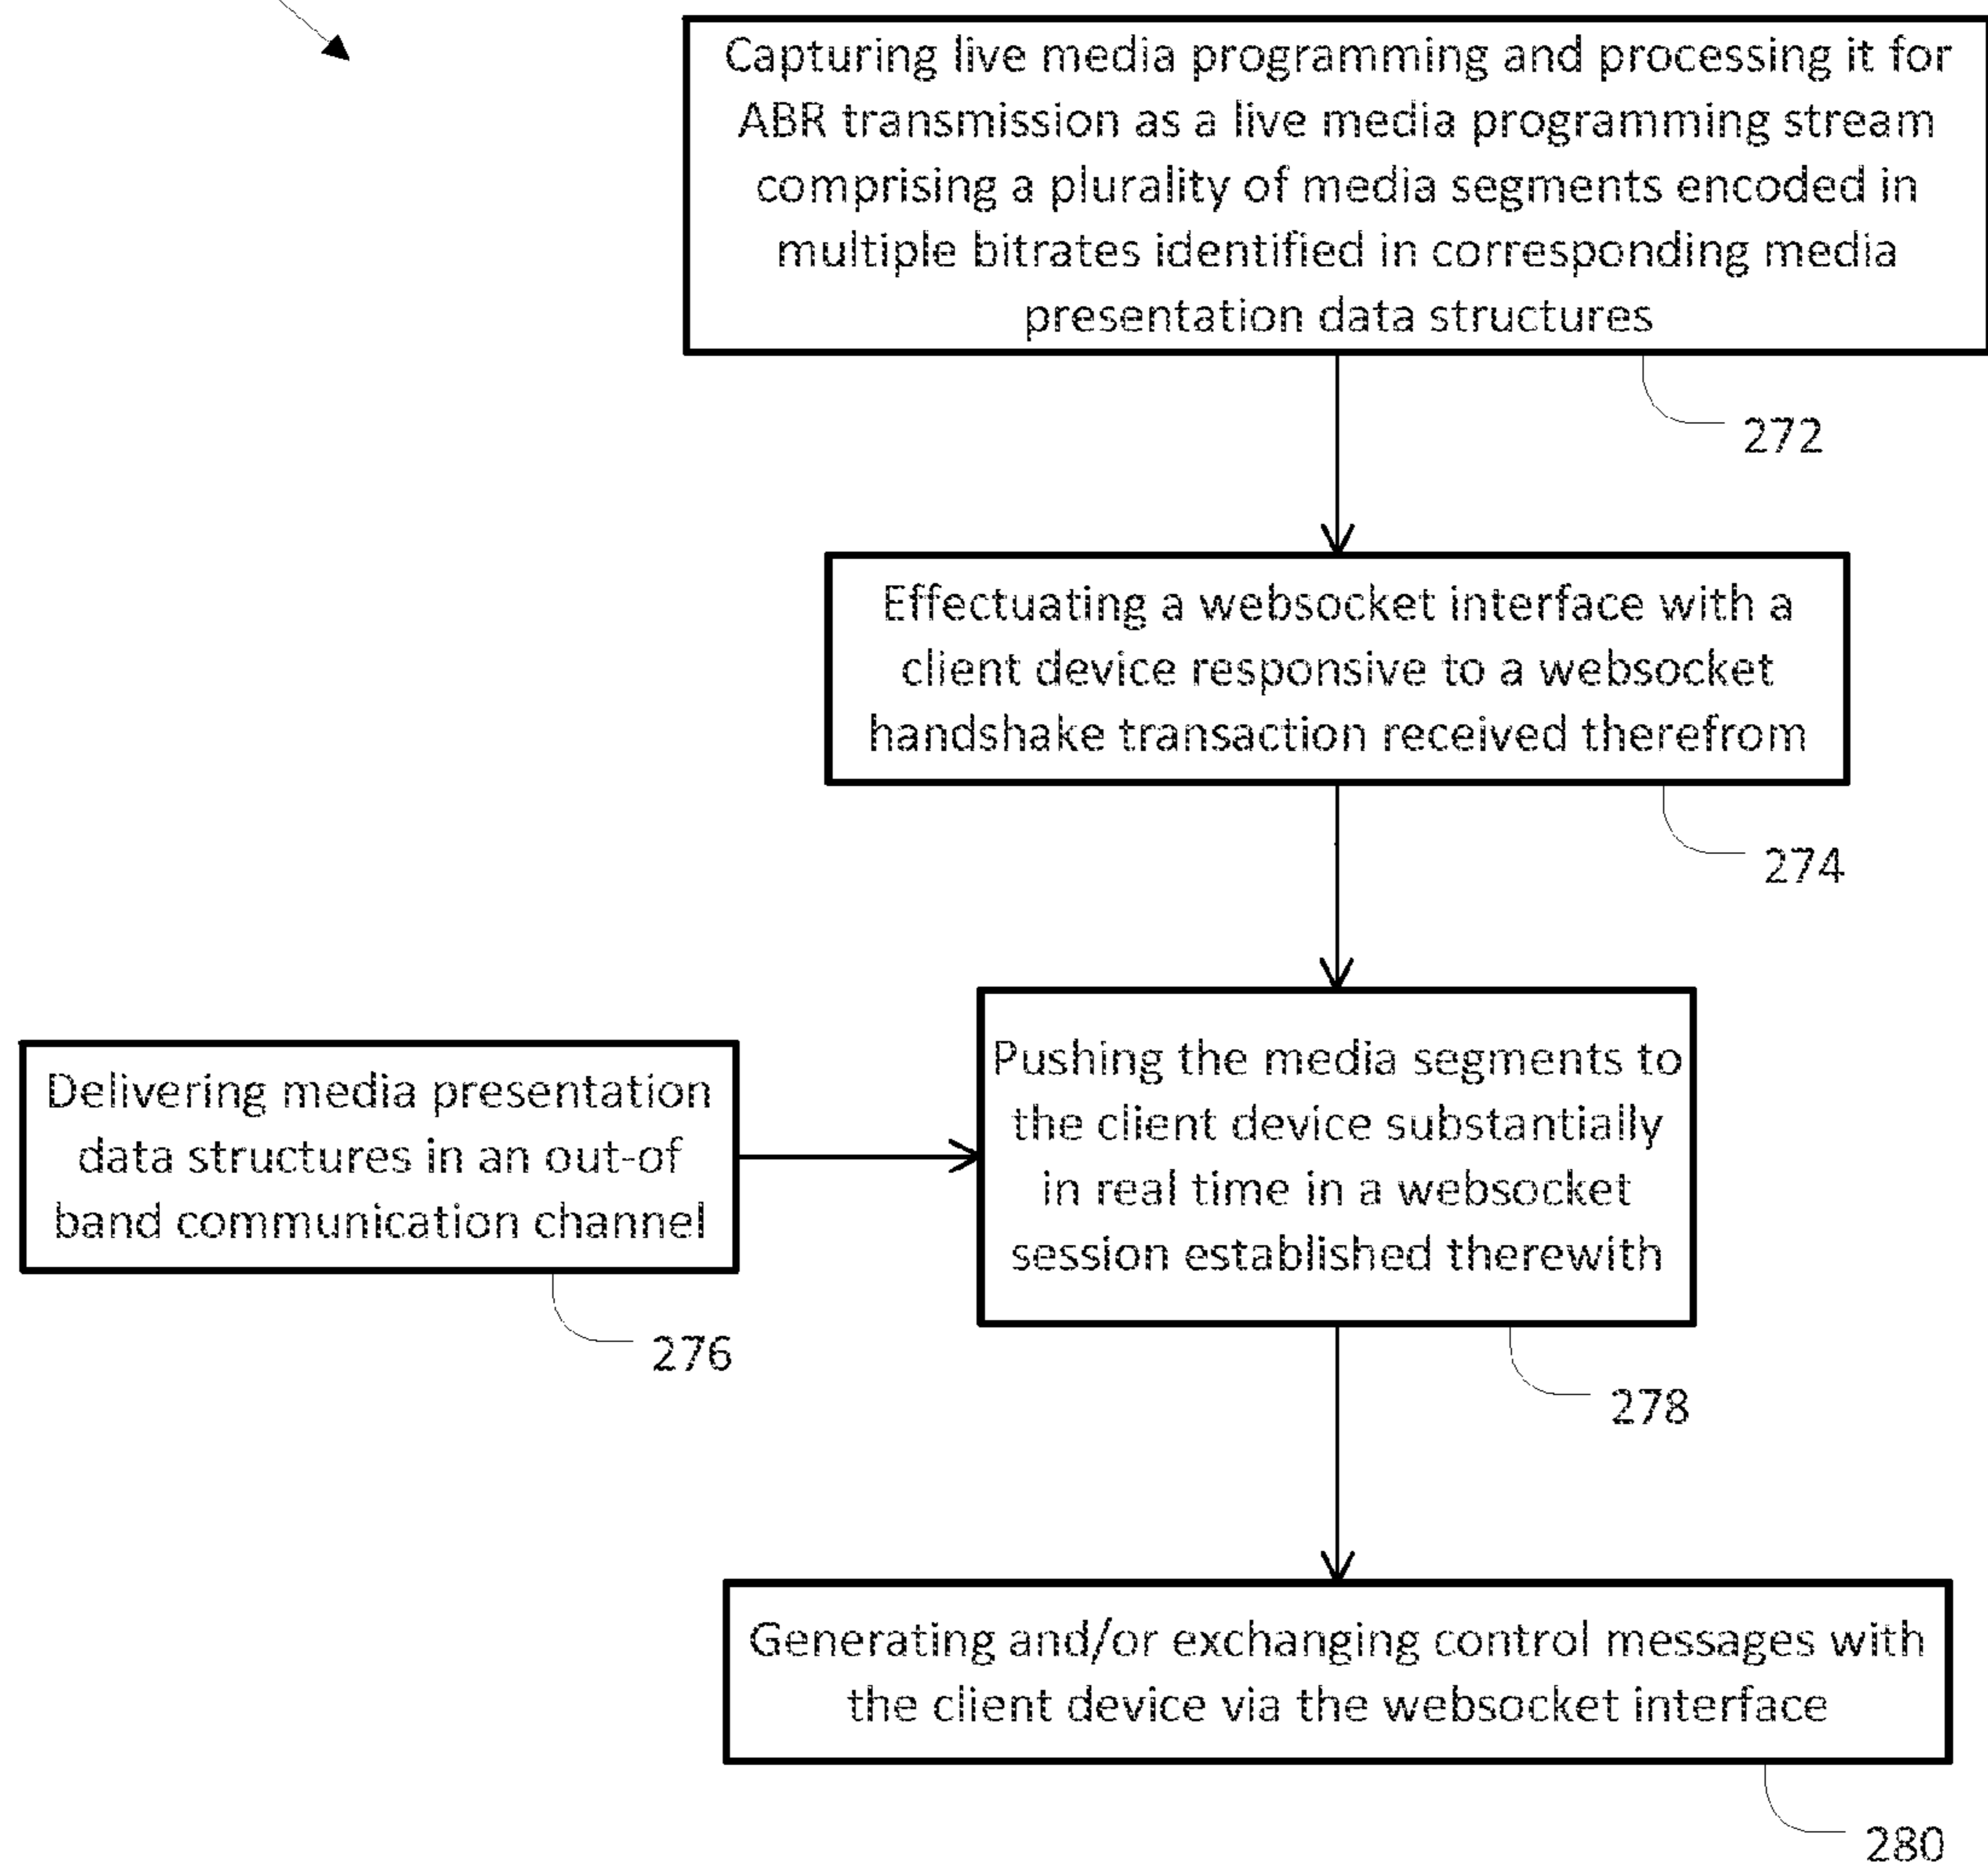 Capturing live media programming and processing it for
ABR transmission as a live media programming stream
comprising a plurality of media segments encoded in
multiple bitrates identified in corresponding media
presentation data structures
272
Effectuating a websocket interface with a
client device responsive to a websocket
handshake transaction received therefrom
274
Delivering media presentation
data structures in an out-of
band communication channel
276
Pushing the media segments to
the client device substantially
in real time in a websocket
session established therewith
278
Generating and/or exchanging control messages with
the client device via the websocket interface
280